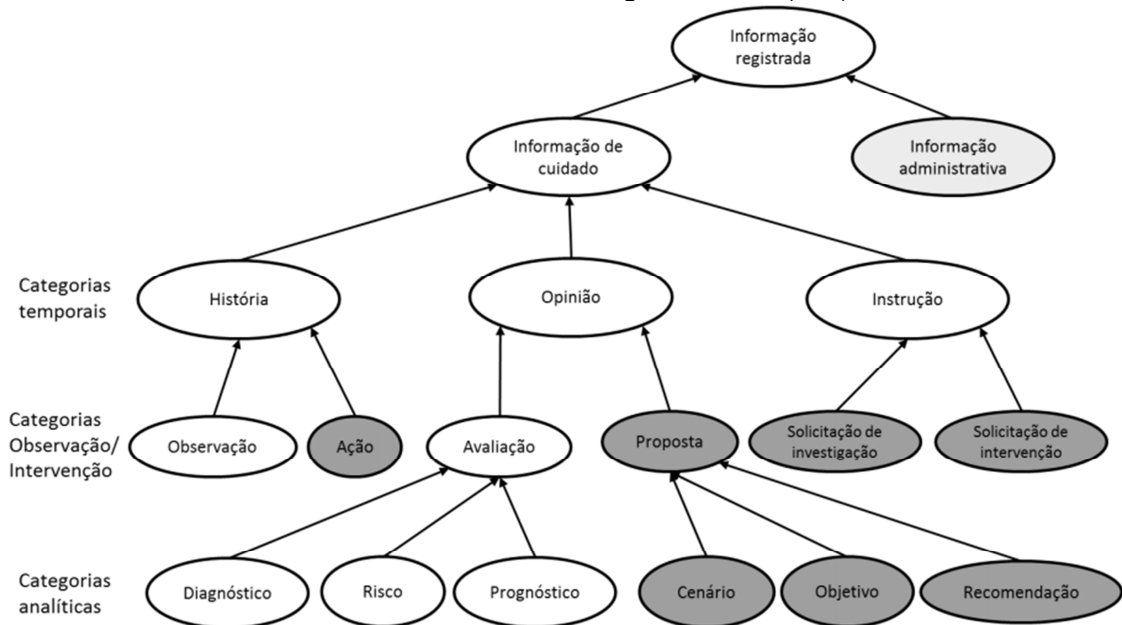 Informação
registrada
Informação de
cuidado
Informação
administrativa
Categorias
temporais
História
Opinião
Instrução
Categorias
Observação/
Intervenção
Observação
Ação
Avaliação
Proposta
Solicitação de
investigação
Solicitação de
intervenção
Categorias
analíticas
Diagnóstico
Risco
Prognóstico
Cenário
Objetivo
Recomendação